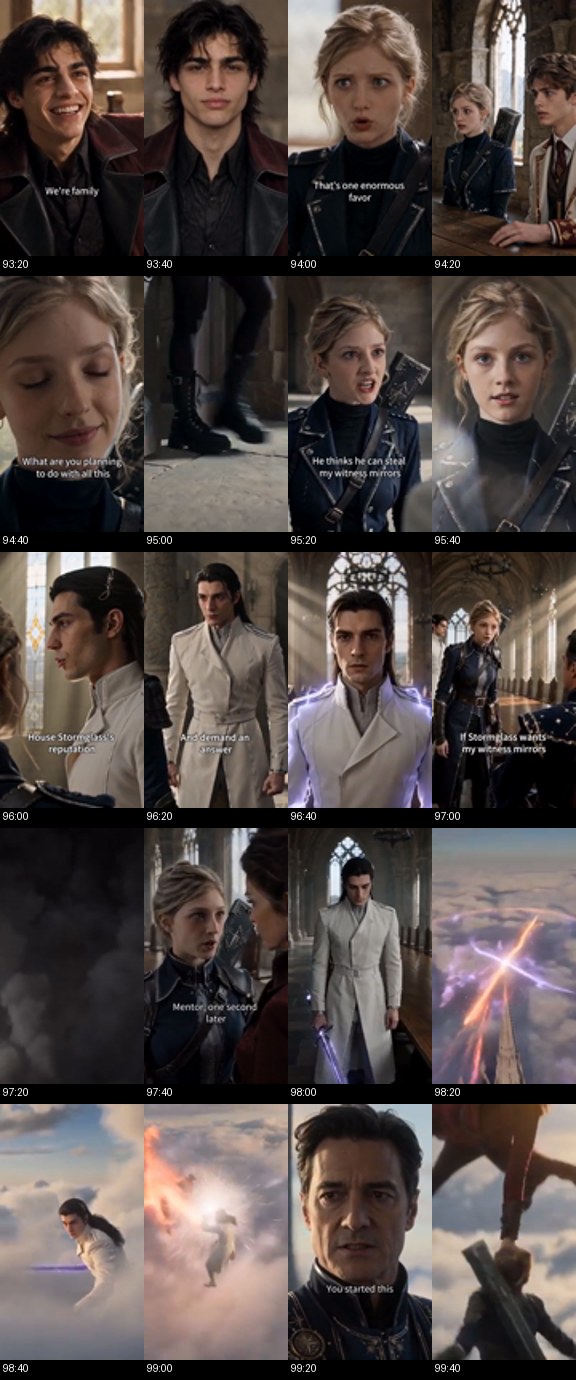 We're family
That's one enormous
favor
93:20
93:40
94:00
94:20
What are you planning
to do with all this
He thinks he can steal
my witness mirrors
94:40
95:00
95:20
95:40
House Stormglass's
reputation
And demand an
answer
If Stormglass wants
my witness mirrors
96:00
96:20
96:40
97:00
Mentor, one second
later
97:20
97:40
98:00
98:20
You started this
98:40
99:00
99:20
99:40